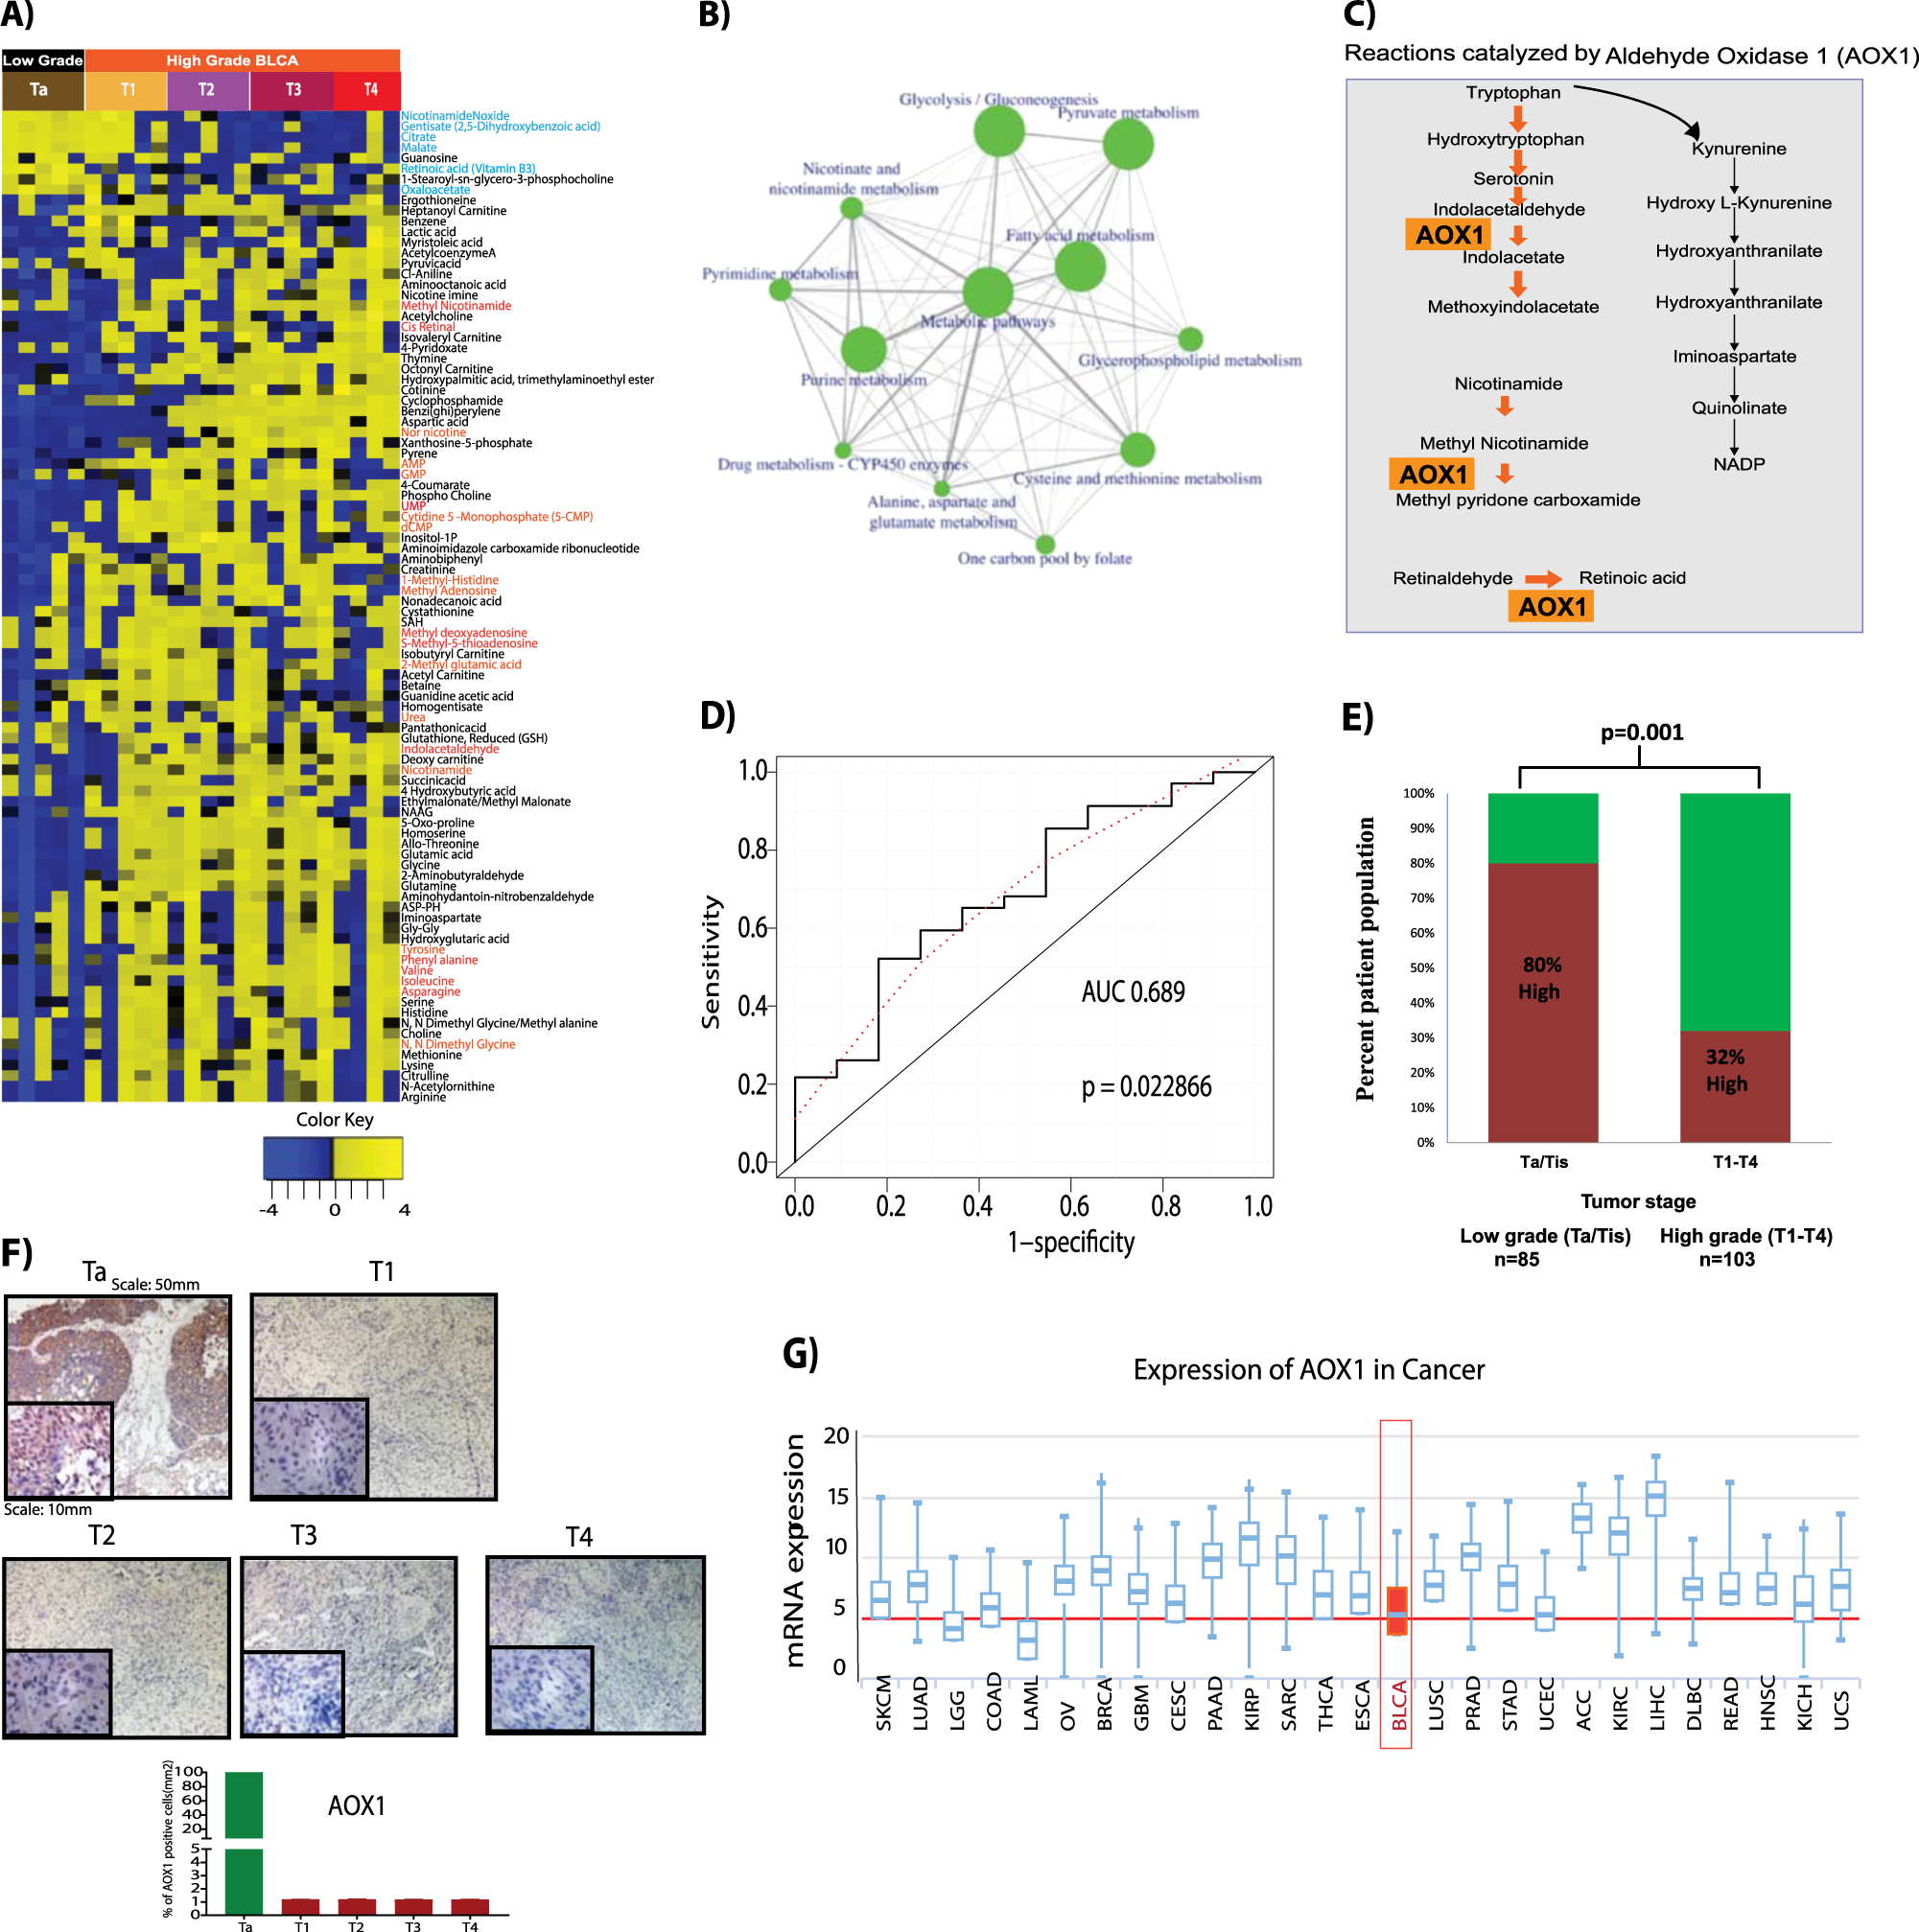 A)
Low Grade
High Grade BLCA
Ta
T1
T2
T3
T4
NicotinamideNoxide
Gentisate (2,5-Dihydroxybenzoic acid)
Citrate
Malate
Guanosine
Retinoic acid (Vitamin B3)
1-Stearoyl-sn-glycero-3-phosphocholine
Oxaloacetate
Ergothioneine
Heptanoyl Carnitine
Benzene
Lactic acid
Myristoleic acid
AcetylcoenzymeA
Pyruvicacid
Cl-Aniline
Aminooctanoic acid
Nicotine imine
Methyl Nicotinamide
Acetylcholine
Cis Retinal
Isovaleryl Carnitine
4-Pyridoxate
Thymine
Octonyl Carnitine
Hydroxypalmitic acid, trimethylaminoethyl ester
Cotinine
Cyclophosphamide
Benzi(ghi)perylene
Aspartic acid
Nor nicotine
Xanthosine-5-phosphate
Pyrene
AMP
GMP
4-Coumarate
Phospho Choline
UMP
Cytidine 5 -Monophosphate (5-CMP)
dCMP
Inositol-1P
Aminoimidazole carboxamide ribonucleotide
Aminobiphenyl
Creatinine
1-Methyl-Histidine
Methyl Adenosine
Nonadecanoic acid
Cystathionine
SAH
Methyl deoxyadenosine
S-Methyl-5-thioadenosine
Isobutyryl Carnitine
2-Methyl glutamic acid
Acetyl Carnitine
Betaine
Guanidine acetic acid
Homogentisate
Urea
Pantathonicacid
Glutathione, Reduced (GSH)
Indolacetaldehyde
Deoxy carnitine
Nicotinamide
Succinicacid
4 Hydroxybutyric acid
Ethylmalonate/Methyl Malonate
NAAG
5-Oxo-proline
Homoserine
Allo-Threonine
Glutamic acid
Glycine
2-Aminobutyraldehyde
Glutamine
Aminohydantoin-nitrobenzaldehyde
ASP-PH
Iminoaspartate
Gly-Gly
Hydroxyglutaric acid
Tyrosine
Phenyl alanine
Valine
Isoleucine
Asparagine
Serine
Histidine
N, N Dimethyl Glycine/Methyl alanine
Choline
N, N Dimethyl Glycine
Methionine
Lysine
Citrulline
N-Acetylornithine
Arginine
Color Key
-4 0 4
B)
Glycolysis / Gluconeogenesis
Pyruvate metabolism
Nicotinate and
nicotinamide metabolism
Fatty acid metabolism
Pyrimidine metabolism
Metabolic pathways
Glycerophospholipid metabolism
Purine metabolism
Drug metabolism - CYP450 enzymes
Cysteine and methionine metabolism
Alanine, aspartate and
glutamate metabolism
One carbon pool by folate
C)
Reactions catalyzed by Aldehyde Oxidase 1 (AOX1)
Tryptophan
Hydroxytryptophan
Serotonin
Indolacetaldehyde
AOX1
Indolacetate
Methoxyindolacetate
Kynurenine
Hydroxy L-Kynurenine
Hydroxyanthranilate
Hydroxyanthranilate
Iminoaspartate
Quinolinate
NADP
Nicotinamide
Methyl Nicotinamide
AOX1
Methyl pyridone carboxamide
Retinaldehyde
Retinoic acid
AOX1
D)
Sensitivity
1.0
0.8
0.6
0.4
0.2
0.0
AUC 0.689
p = 0.022866
0.0 0.2 0.4 0.6 0.8 1.0
1−specificity
E)
p=0.001
Percent patient population
100%
90%
80%
70%
60%
50%
40%
30%
20%
10%
0%
80%
High
32%
High
Ta/Tis
T1-T4
Tumor stage
Low grade (Ta/Tis)
n=85
High grade (T1-T4)
n=103
F)
Ta
Scale: 50mm
T1
Scale: 10mm
T2
T3
T4
AOX1
% of AOX1 positive cells(mm2)
100
80
60
40
20
5
4
3
2
1
0
Ta T1 T2 T3 T4
G)
Expression of AOX1 in Cancer
mRNA expression
20
15
10
5
0
SKCM
LUAD
LGG
COAD
LAML
OV
BRCA
GBM
CESC
PAAD
KIRP
SARC
THCA
ESCA
BLCA
LUSC
PRAD
STAD
UCEC
ACC
KIRC
LIHC
DLBC
READ
HNSC
KICH
UCS